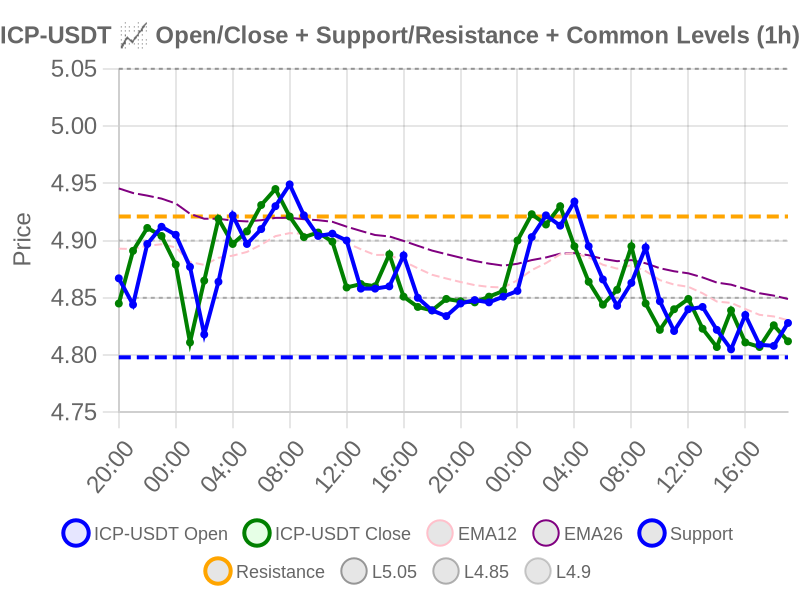 ICP-USDT 📈 Open/Close + Support/Resistance + Common Levels (1h)
5.05
5.00
4.95
4.90
4.85
4.80
4.75
Price
20:00 00:00 04:00 08:00 12:00 16:00 20:00 00:00 04:00 08:00 12:00 16:00
ICP-USDT Open ICP-USDT Close EMA12 EMA26 Support
Resistance L5.05 L4.85 L4.9